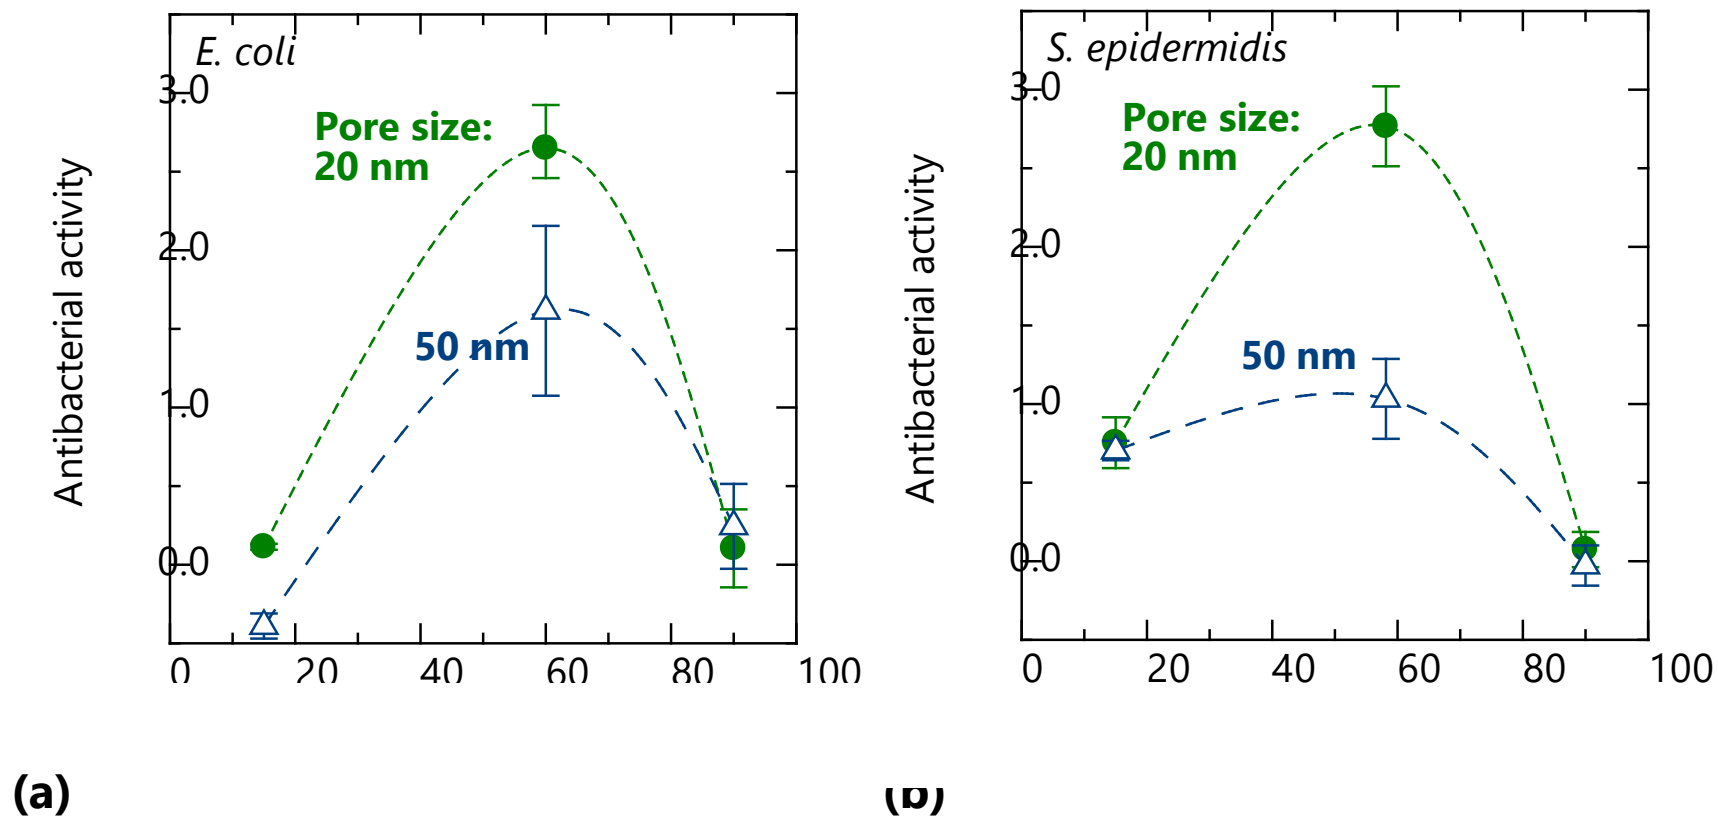 E. coli
3.0
Pore size:
20 nm
2.0
50 nm
1.0
0.0
Antibacterial activity
0 20 40 60 80 100
(a)
S. epidermidis
3.0
Pore size:
20 nm
2.0
50 nm
1.0
0.0
Antibacterial activity
0 20 40 60 80 100
(b)